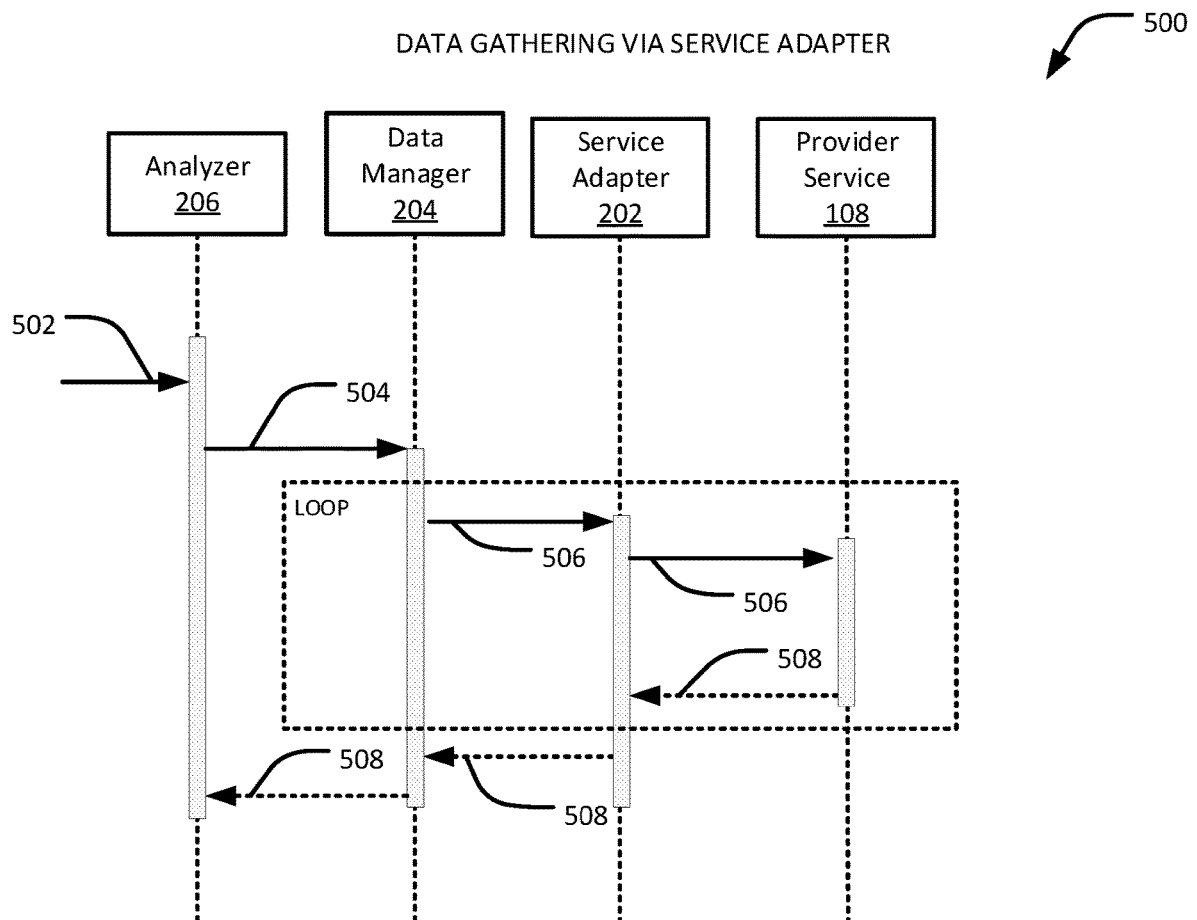 500
DATA GATHERING VIA SERVICE ADAPTER
Analyzer
206
Data
Manager
204
Service
Adapter
202
Provider
Service
108
502
504
LOOP
506
506
508
508
508